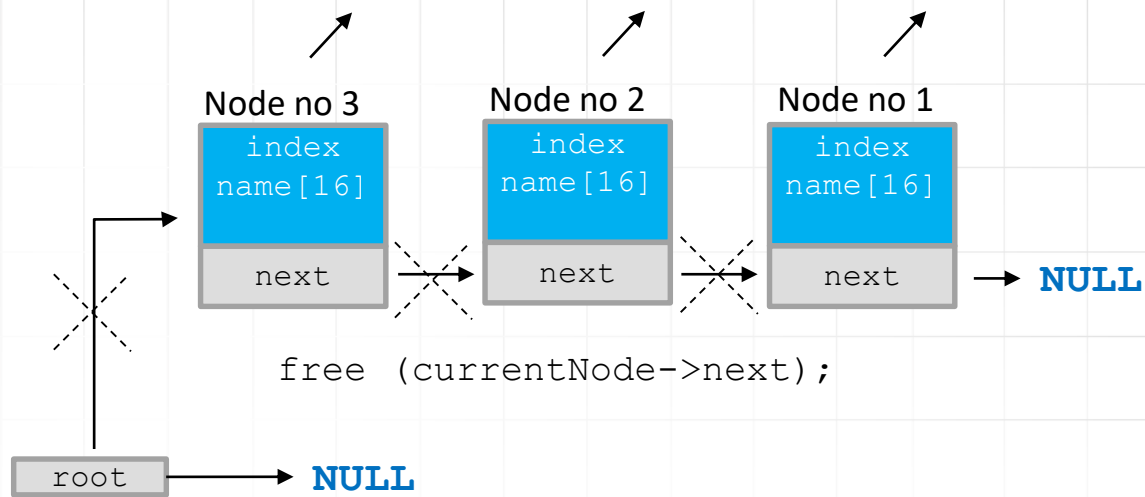 Node no 3
Node no 2
Node no 1
index
name[16]
next
index
name[16]
next
index
name[16]
next
NULL
free (currentNode->next);
root
NULL